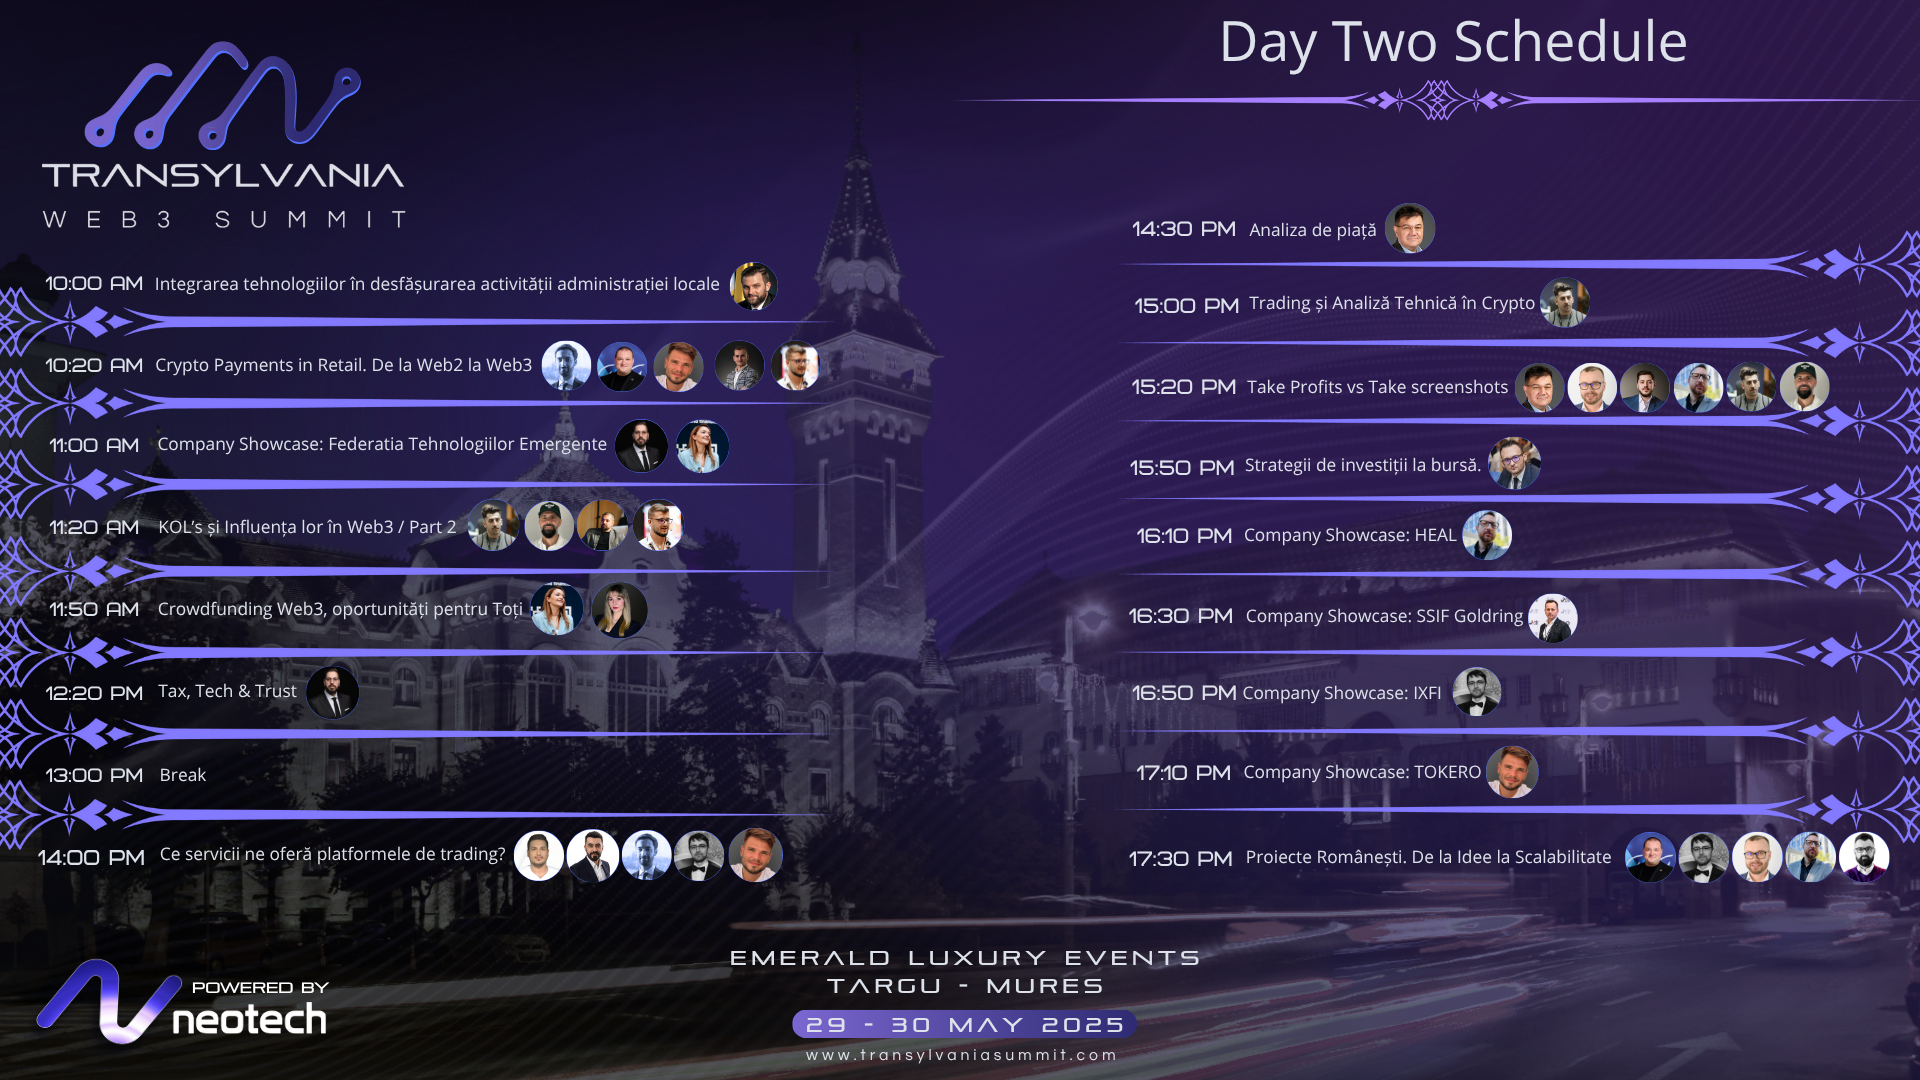 TRANSYLVANIA
WEB3 SUMMIT
10:00 AM Integrarea tehnologiilor în desfășurarea activității administrației locale
10:20 AM Crypto Payments in Retail. De la Web2 la Web3
11:00 AM Company Showcase: Federatia Tehnologiilor Emergente
11:20 AM KOL's și Influența lor în Web3 / Part 2
11:50 AM Crowdfunding Web3, oportunități pentru Toți
12:20 PM Tax, Tech & Trust
13:00 PM Break
14:00 PM Ce servicii ne oferă platformele de trading?
Day Two Schedule
14:30 PM Analiza de piață
15:00 PM Trading și Analiză Tehnică în Crypto
15:20 PM Take Profits vs Take screenshots
15:50 PM Strategii de investiții la bursă.
16:10 PM Company Showcase: HEAL
16:30 PM Company Showcase: SSIF Goldring
16:50 PM Company Showcase: IXFI
17:10 PM Company Showcase: TOKERO
17:30 PM Proiecte Românești. De la Idee la Scalabilitate
POWERED BY
neotech
EMERALD LUXURY EVENTS
TARGU - MURES
29 - 30 MAY 2025
www.transylvaniasummit.com